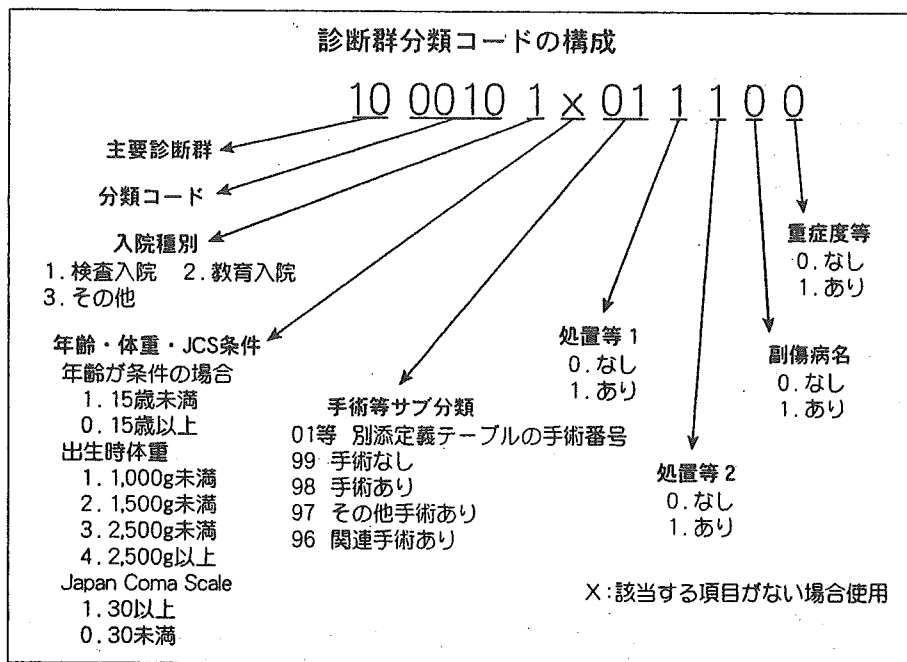 診断群分類コードの構成
10 0010 1 x 01 1 1 0 0
主要診断群
分類コード
入院種別
1.検査入院 2.教育入院
3.その他
年齢・体重・JCS条件
年齢が条件の場合
1.15歳未満
0.15歳以上
出生時体重
1.1,000g未満
2.1,500g未満
3.2,500g未満
4.2,500g以上
Japan Coma Scale
1.30以上
0.30未満
手術等サブ分類
01等 別添定義テーブルの手術番号
99 手術なし
98 手術あり
97 その他手術あり
96 関連手術あり
処置等1
0.なし
1.あり
処置等2
0.なし
1.あり
副傷病名
0.なし
1.あり
重症度等
0.なし
1.あり
X:該当する項目がない場合使用